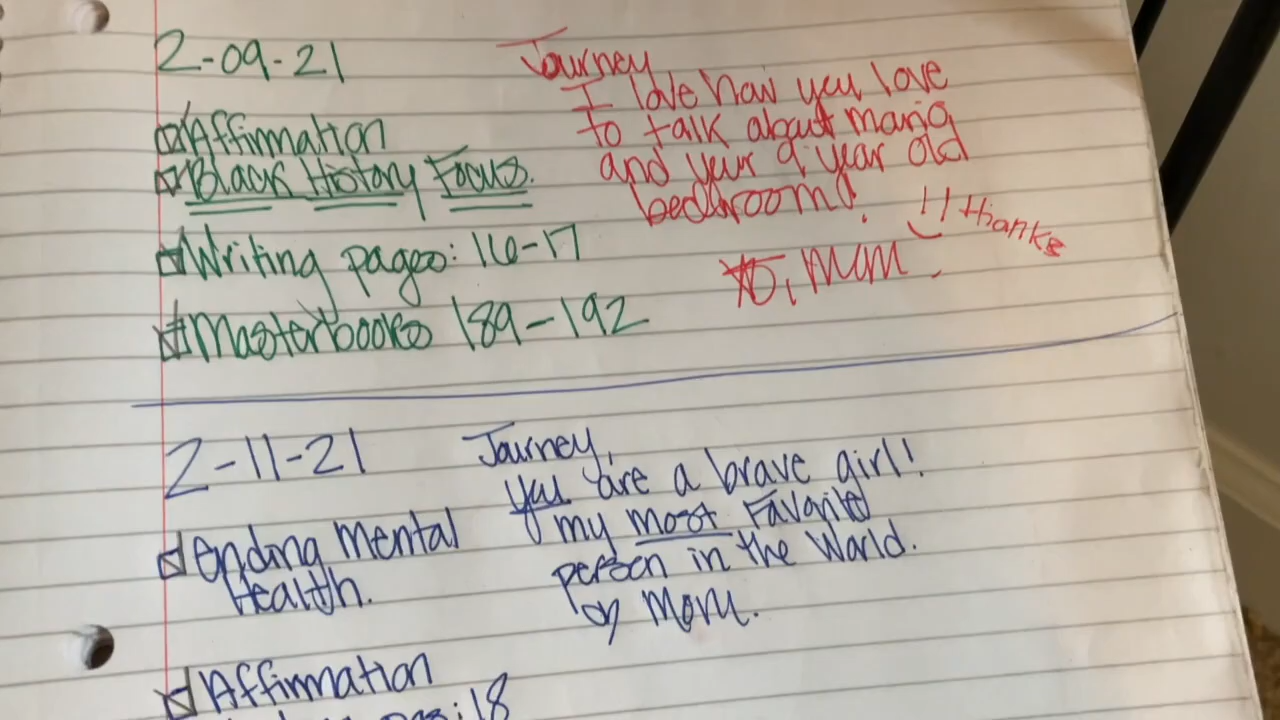 2-09-21
Affirmation
Black History Focus.
Writing pages: 16-17
Masterbooks 189-192
Journey
I love how you love
to talk about
and your 9 year old
bedroom!
!! thanks
Mom
2-11-21
Ending Mental
Health.
Affirmation
18
Journey,
you are a brave girl!
my most Favorite
person in the World.
Mom.